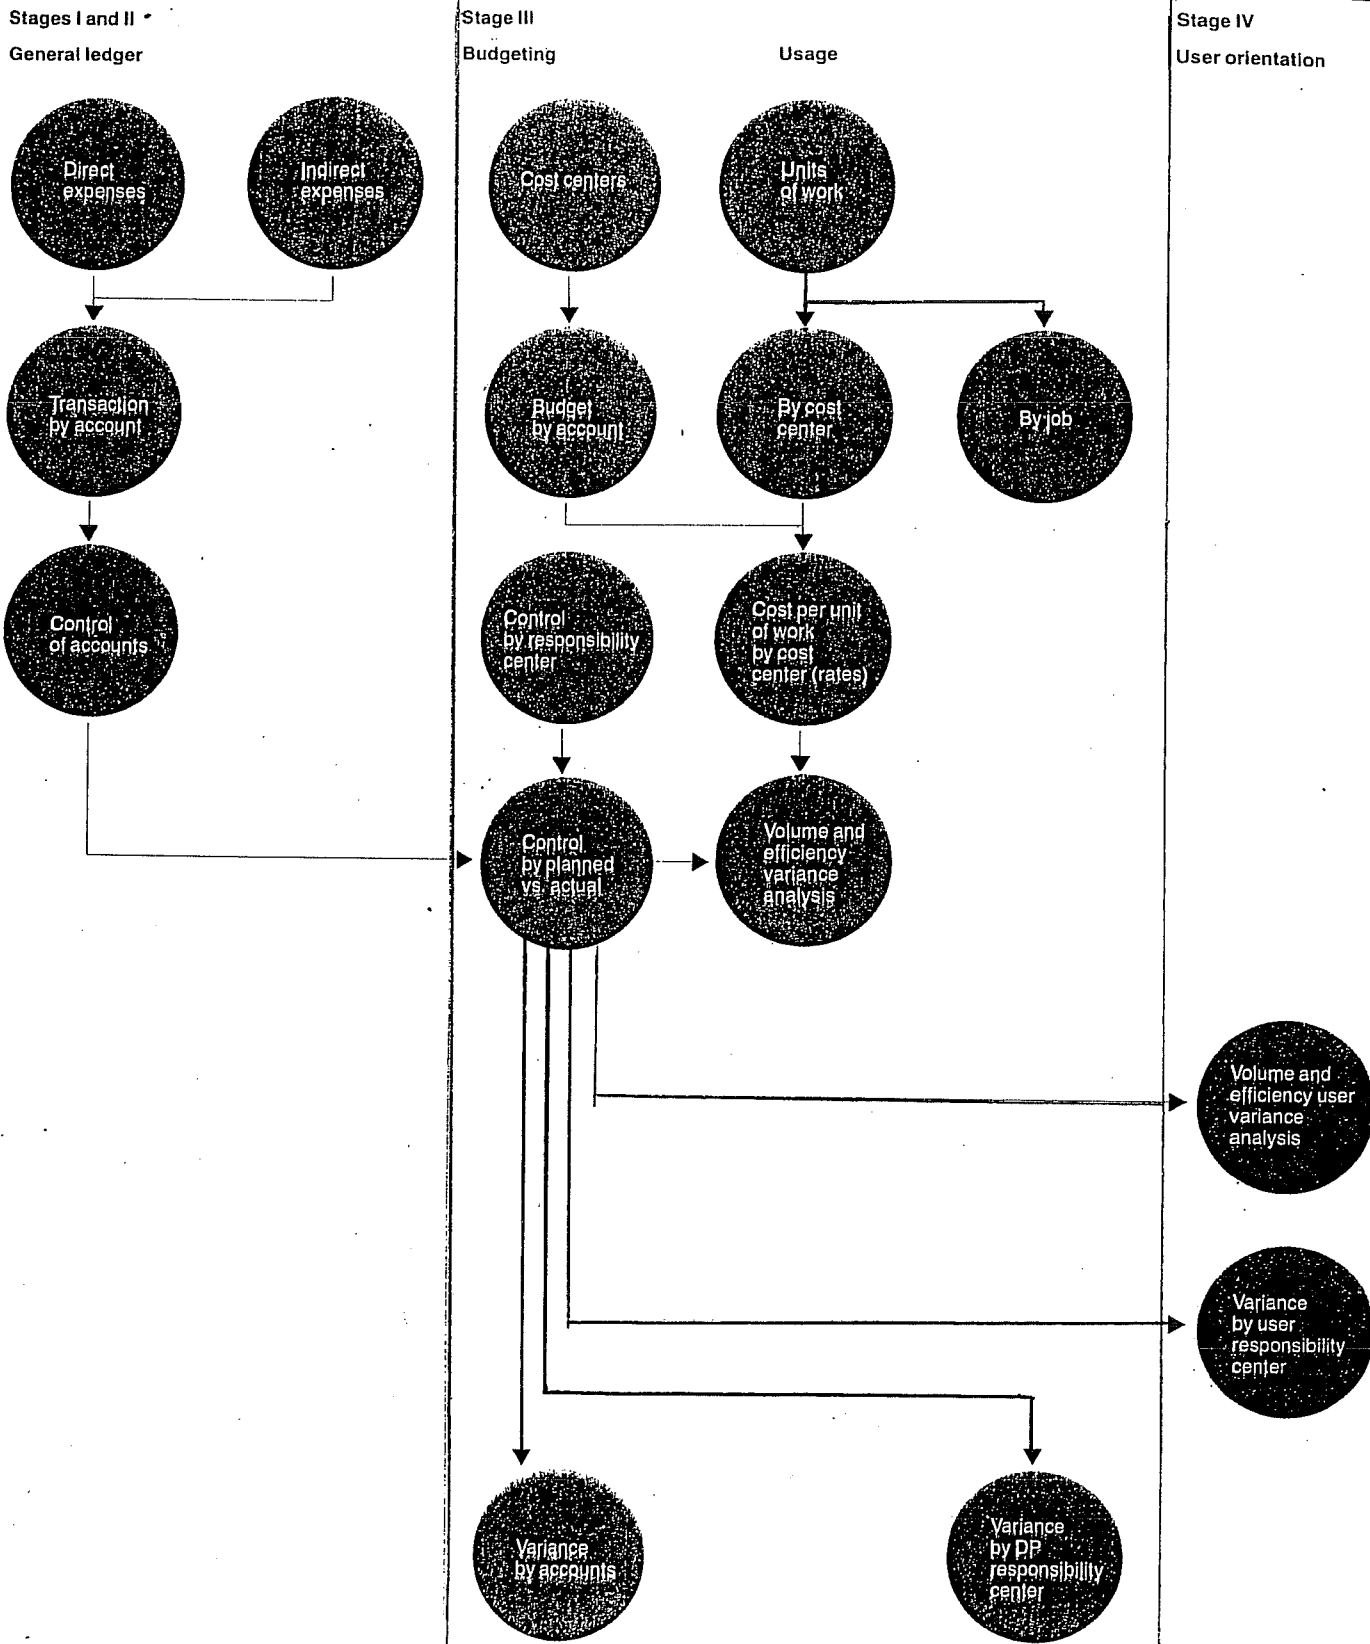 Stages I and II
General ledger
Stage III
Budgeting
Usage
Stage IV
User orientation
Direct
expenses
Indirect
expenses
Cost centers
Units
of work
Transaction
by account
Budget
by account
By cost
center
By job
Control
of accounts
Control
by responsibility
center
Cost per unit
of work
by cost
center (rates)
Control
by planned
vs. actual
Volume and
efficiency
variance
analysis
Volume and
efficiency user
variance
analysis
Variance
by user
responsibility
center
Variance
by accounts
Variance
by DP
responsibility
center